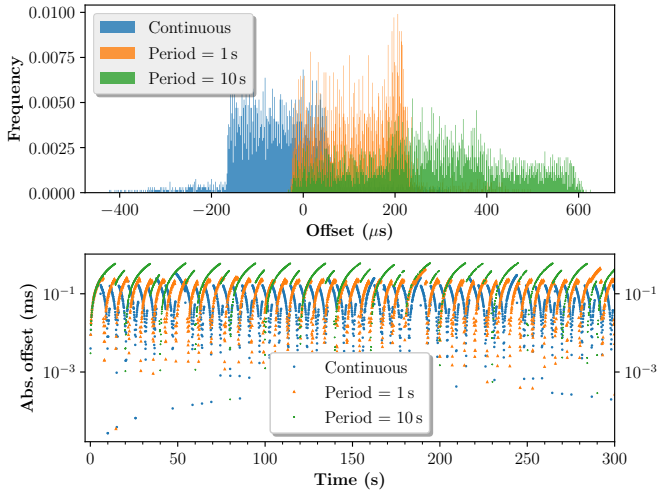 0.0100
0.0075
0.0050
0.0025
0.0000
Frequency
Continuous
Period = 1 s
Period = 10 s
−400 −200 0 200 400 600
Offset (μs)
Abs. offset (ms)
10⁻¹
10⁻³
10⁻¹
10⁻³
Continuous
Period = 1 s
Period = 10 s
0 50 100 150 200 250 300
Time (s)